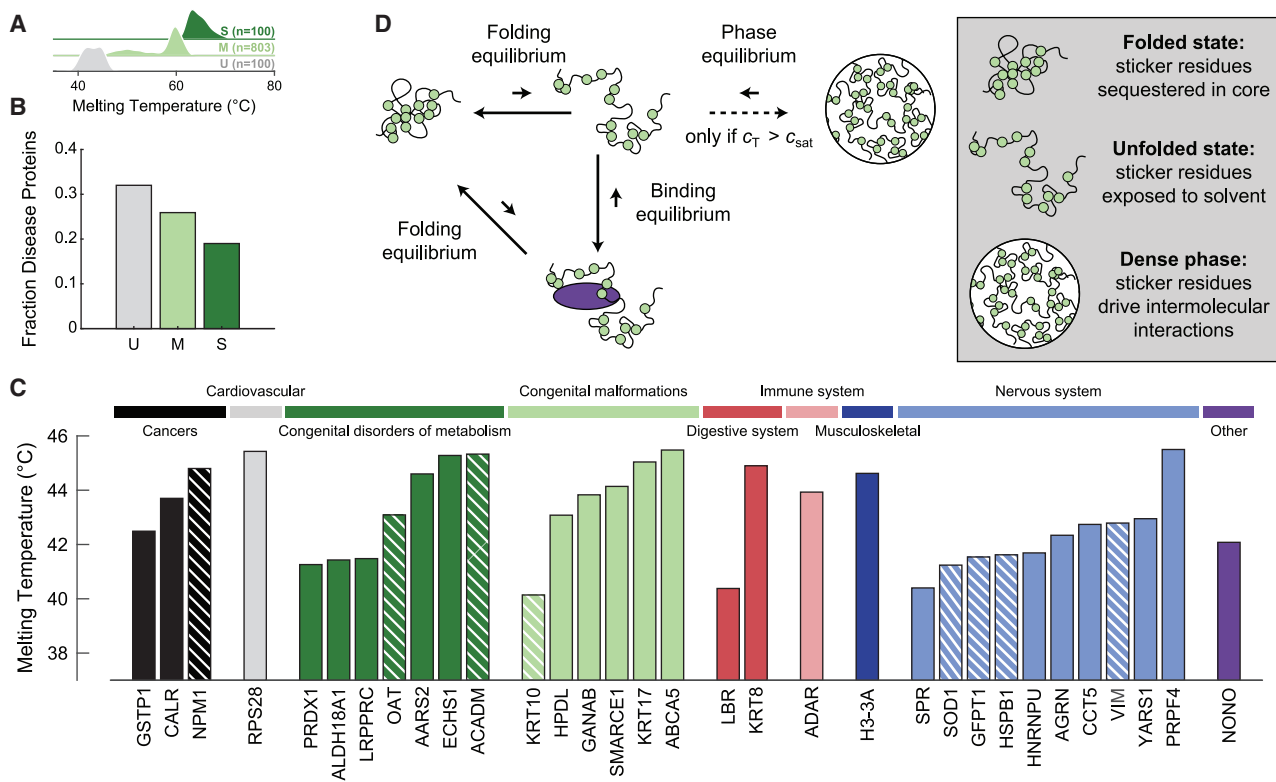 A
S (n=100)
M (n=803)
U (n=100)
40
60
80
Melting Temperature (°C)
B
Fraction Disease Proteins
0.4
0.3
0.2
0.1
0
U
M
S
D
Folding
equilibrium
Phase
equilibrium
only if cT > csat
Folding
equilibrium
Binding
equilibrium
Folded state:
sticker residues
sequestered in core
Unfolded state:
sticker residues
exposed to solvent
Dense phase:
sticker residues
drive intermolecular
interactions
C
Cardiovascular
Congenital malformations
Immune system
Nervous system
Cancers
Congenital disorders of metabolism
Digestive system
Musculoskeletal
Other
Melting Temperature (°C)
46
44
42
40
38
GSTP1
CALR
NPM1
RPS28
PRDX1
ALDH18A1
LRPPRC
OAT
AARS2
ECHS1
ACADM
KRT10
HPDL
GANAB
SMARCE1
KRT17
ABCA5
LBR
KRT8
ADAR
H3-3A
SPR
SOD1
GFPT1
HSPB1
HNRNPU
AGRN
CCT5
VIM
YARS1
PRPF4
NONO